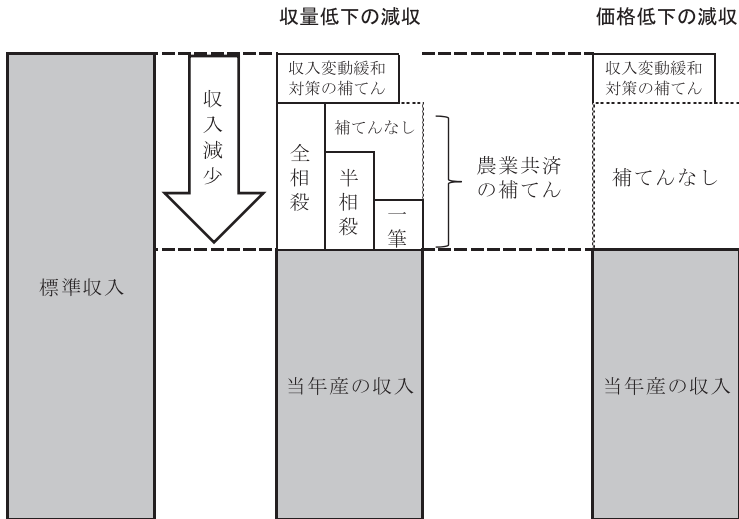 収量低下の減収
価格低下の減収
収入減少
収入変動緩和
対策の補てん
収入変動緩和
対策の補てん
全相殺
補てんなし
半相殺
一筆
農業共済
の補てん
補てんなし
標準収入
当年産の収入
当年産の収入